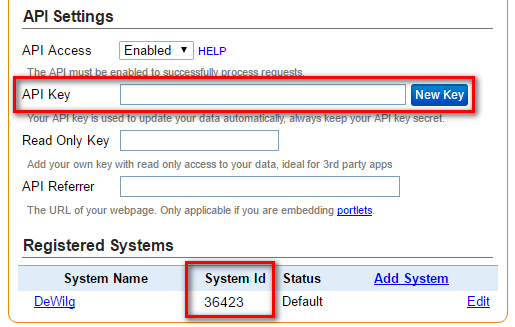 API Settings
API Access Enabled HELP
The API must be enabled to successfully process requests.
API Key New Key
Your API key is used to update your data automatically, always keep your API key secret.
Read Only Key
Add your own key with read only access to your data, ideal for 3rd party apps
API Referrer
The URL of your webpage. Only applicable if you are embedding portlets.
Registered Systems
System Name System Id Status Add System
DeWilg 36423 Default Edit